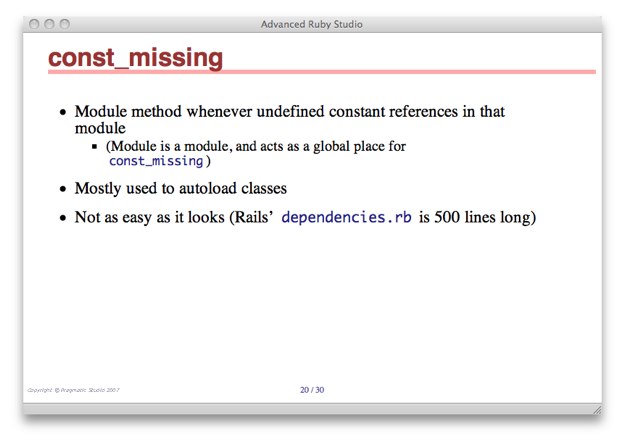 Advanced Ruby Studio
const_missing
• Module method whenever undefined constant references in that
module
▪ (Module is a module, and acts as a global place for
const_missing)
• Mostly used to autoload classes
• Not as easy as it looks (Rails’ dependencies.rb is 500 lines long)
Copyright © Pragmatic Studio 2007
20 / 30